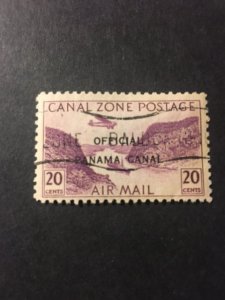 CANAL ZONE POSTAGE
OFFICIAL
PANAMA CANAL
20 CENTS
20 CENTS
AIR MAIL